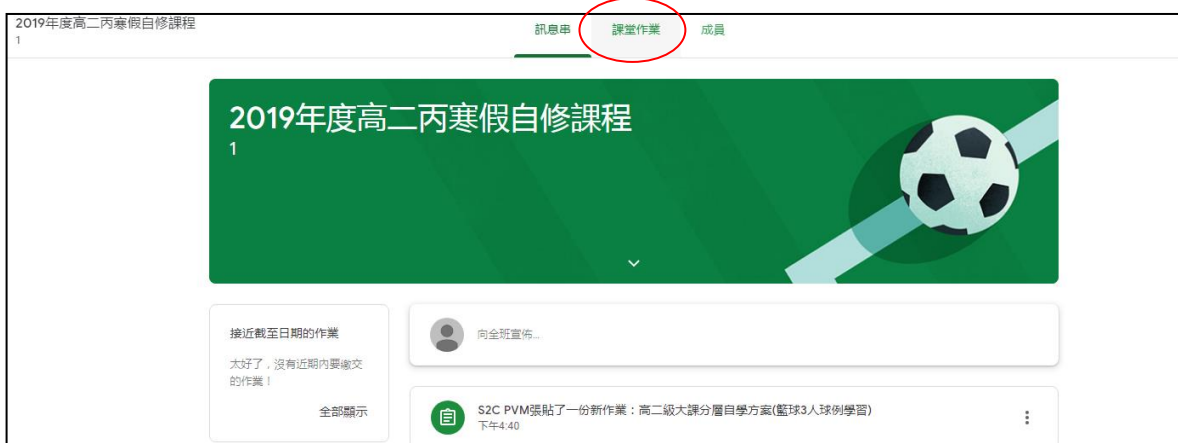 2019年度高二丙寒假自修課程
1
訊息串
課堂作業
成員
2019年度高二丙寒假自修課程
1
接近截至日期的作業
太好了，沒有近期內要繳交
的作業！
全部顯示
向全班宣佈...
S2C PVM張貼了一份新作業：高二級大課分層自學方案(籃球3人球例學習)
下午4:40